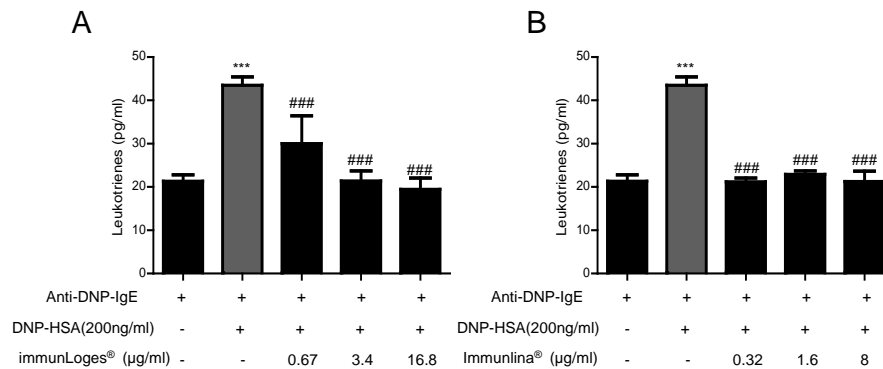 A
50
40
30
20
10
0
Leukotrienes (pg/ml)
***
###
###
###
Anti-DNP-IgE + + + + +
DNP-HSA(200ng/ml) - + + + +
immunLoges® (µg/ml) - - 0.67 3.4 16.8
B
50
40
30
20
10
0
Leukotrienes (pg/ml)
***
###
###
###
Anti-DNP-IgE + + + + +
DNP-HSA(200ng/ml) - + + + +
Immunlina® (µg/ml) - - 0.32 1.6 8